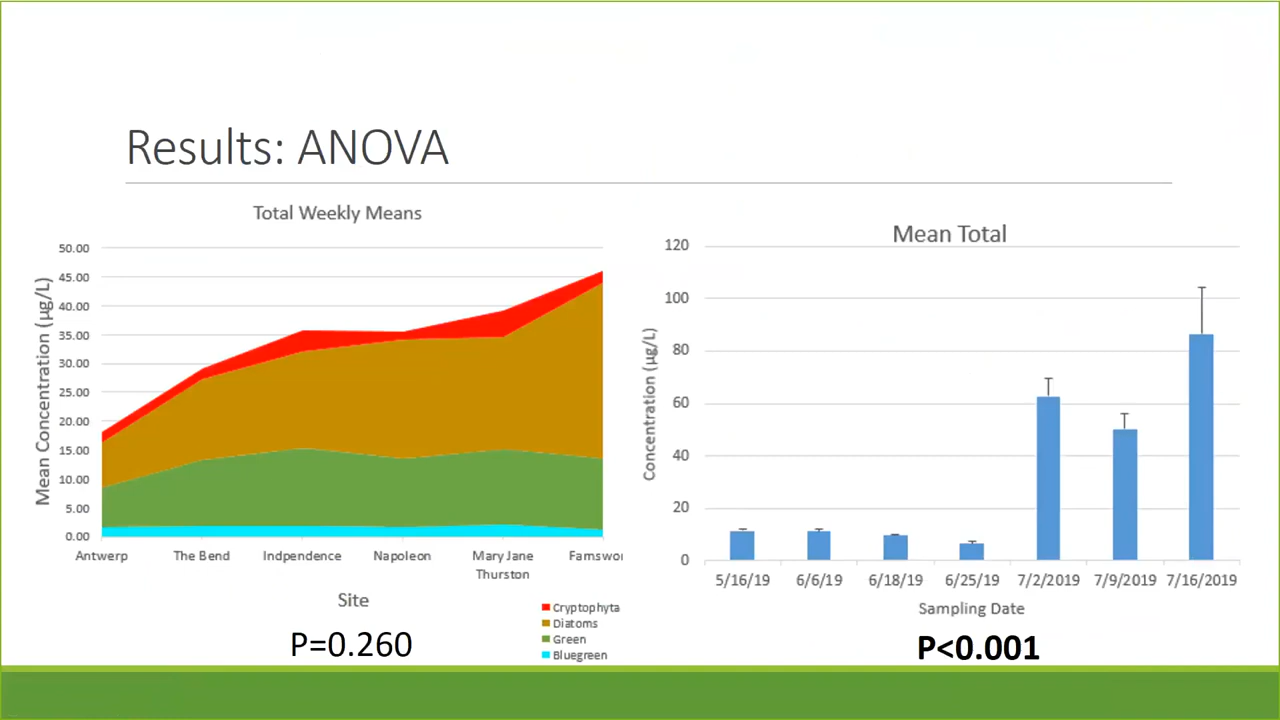 Results: ANOVA
Total Weekly Means
50.00
45.00
40.00
35.00
30.00
25.00
20.00
15.00
10.00
5.00
0.00
Mean Concentration (µg/L)
Antwerp The Bend Indpendence Napoleon Mary Jane Farnswor
Thurston
Site
Cryptophyta
Diatoms
Green
Bluegreen
P=0.260
Mean Total
120
100
80
60
40
20
0
Concentration (µg/L)
5/16/19 6/6/19 6/18/19 6/25/19 7/2/2019 7/9/2019 7/16/2019
Sampling Date
P<0.001